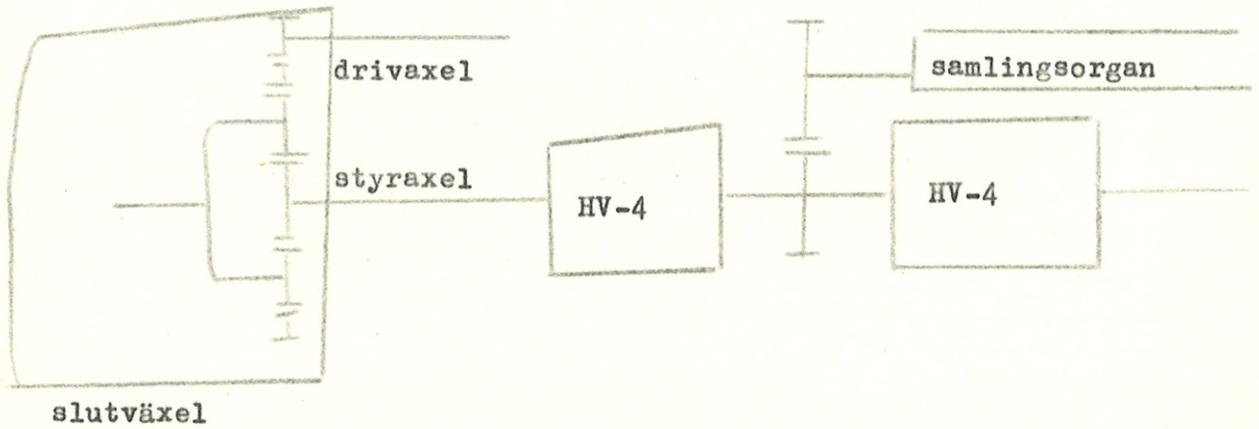 drivaxel
samlingsorgan
styraxel
HV-4
HV-4
slutväxel